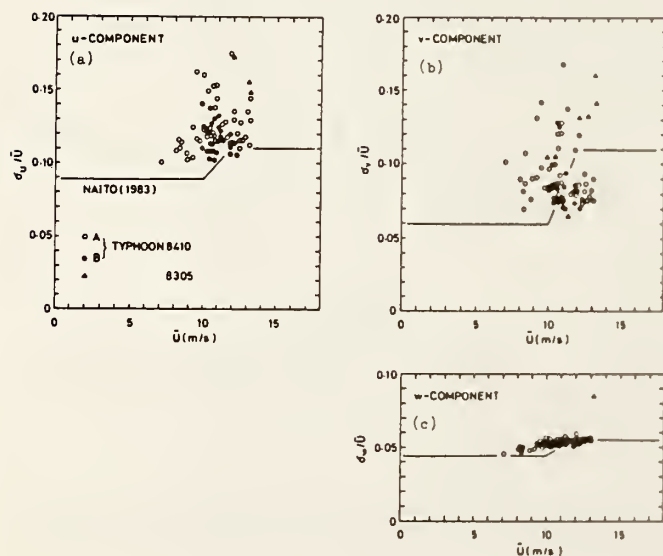 0.20
u-COMPONENT
(a)
0.15
σu/Ū
0.10
NAITO(1983)
0.05
A
TYPHOON 8410
B
8305
0
0
5
10
15
Ū(m/s)
0.20
v-COMPONENT
(b)
0.15
σv/Ū
0.10
0.05
0
0
5
10
15
Ū(m/s)
0.10
w-COMPONENT
(c)
σw/Ū
0.05
0
0
5
10
15
Ū(m/s)